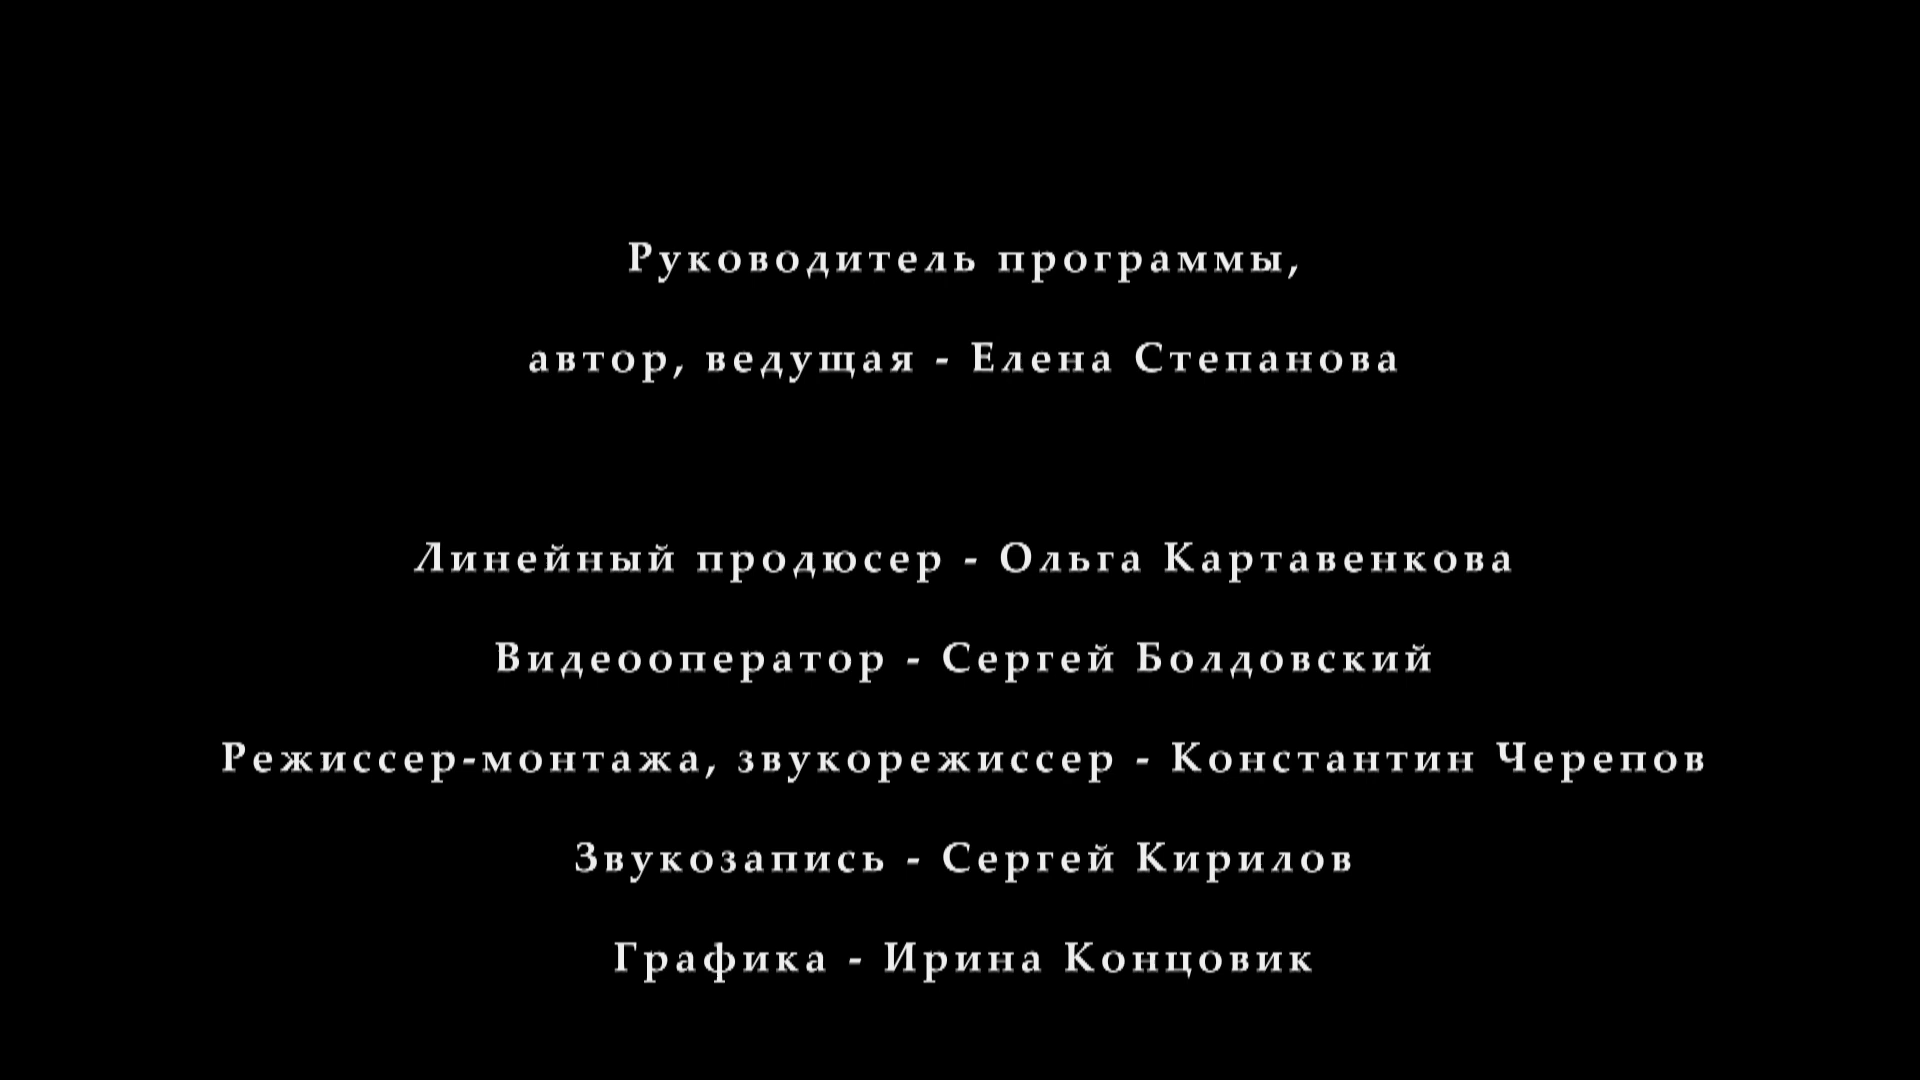 Руководитель программы,
автор, ведущая - Елена Степанова
Линейный продюсер - Ольга Картавенкова
Видеооператор - Сергей Болдовский
Режиссер-монтажа, звукорежиссер - Константин Черепов
Звукозапись - Сергей Кирилов
Графика - Ирина Концовик